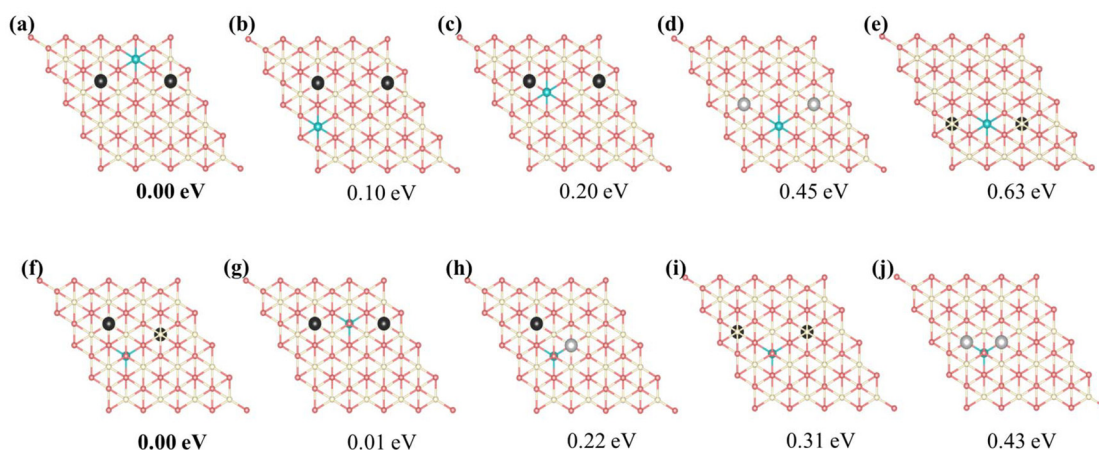 (a) (b) (c) (d) (e)
0.00 eV 0.10 eV 0.20 eV 0.45 eV 0.63 eV
(f) (g) (h) (i) (j)
0.00 eV 0.01 eV 0.22 eV 0.31 eV 0.43 eV